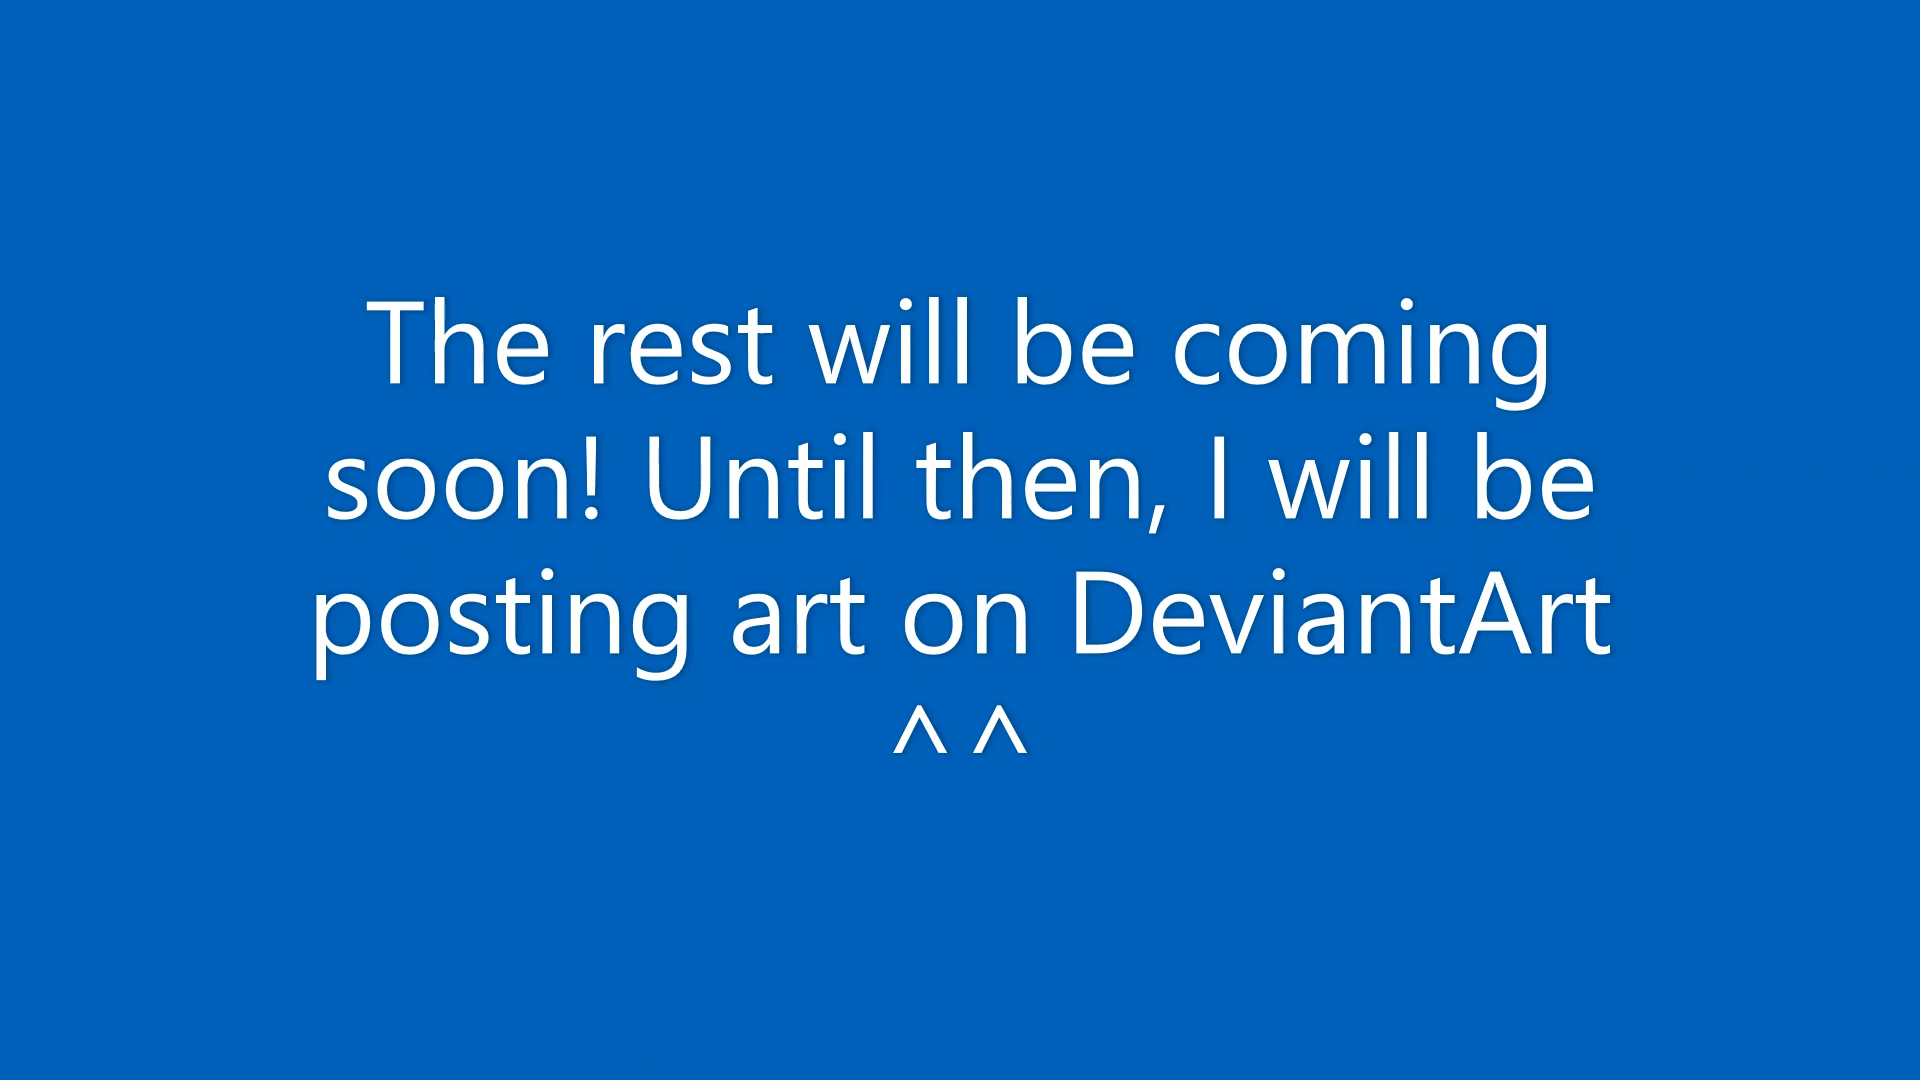 The rest will be coming
soon! Until then, I will be
posting art on DeviantArt
^ ^